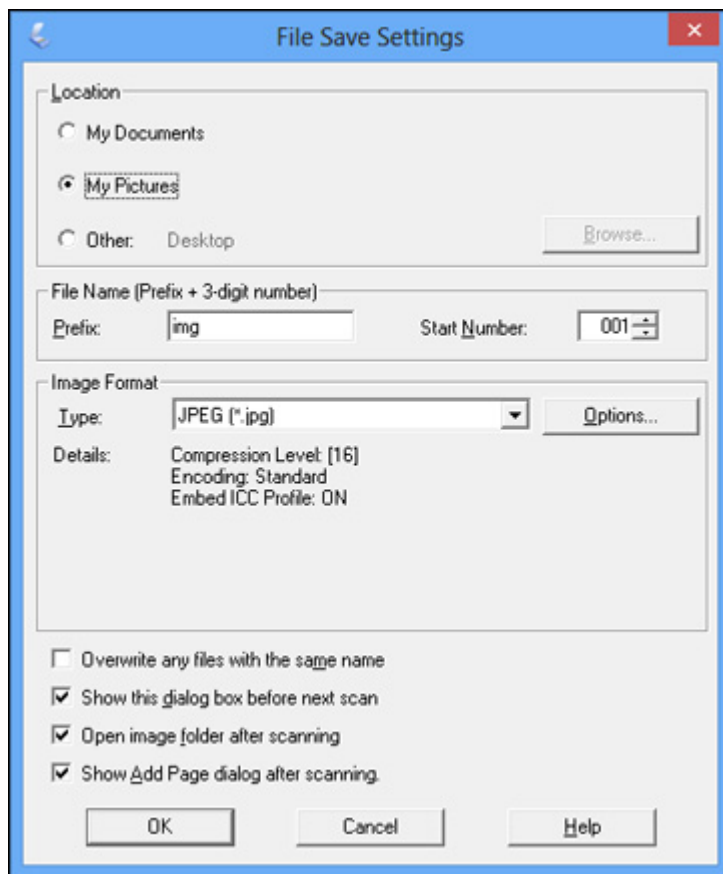 File Save Settings
Location
My Documents
My Pictures
Other: Desktop Browse...
File Name (Prefix + 3-digit number)
Prefix: img Start Number: 001
Image Format
Type: JPEG (*.jpg) Options...
Details: Compression Level: [16]
Encoding: Standard
Embed ICC Profile: ON
Overwrite any files with the same name
Show this dialog box before next scan
Open image folder after scanning
Show Add Page dialog after scanning.
OK Cancel Help